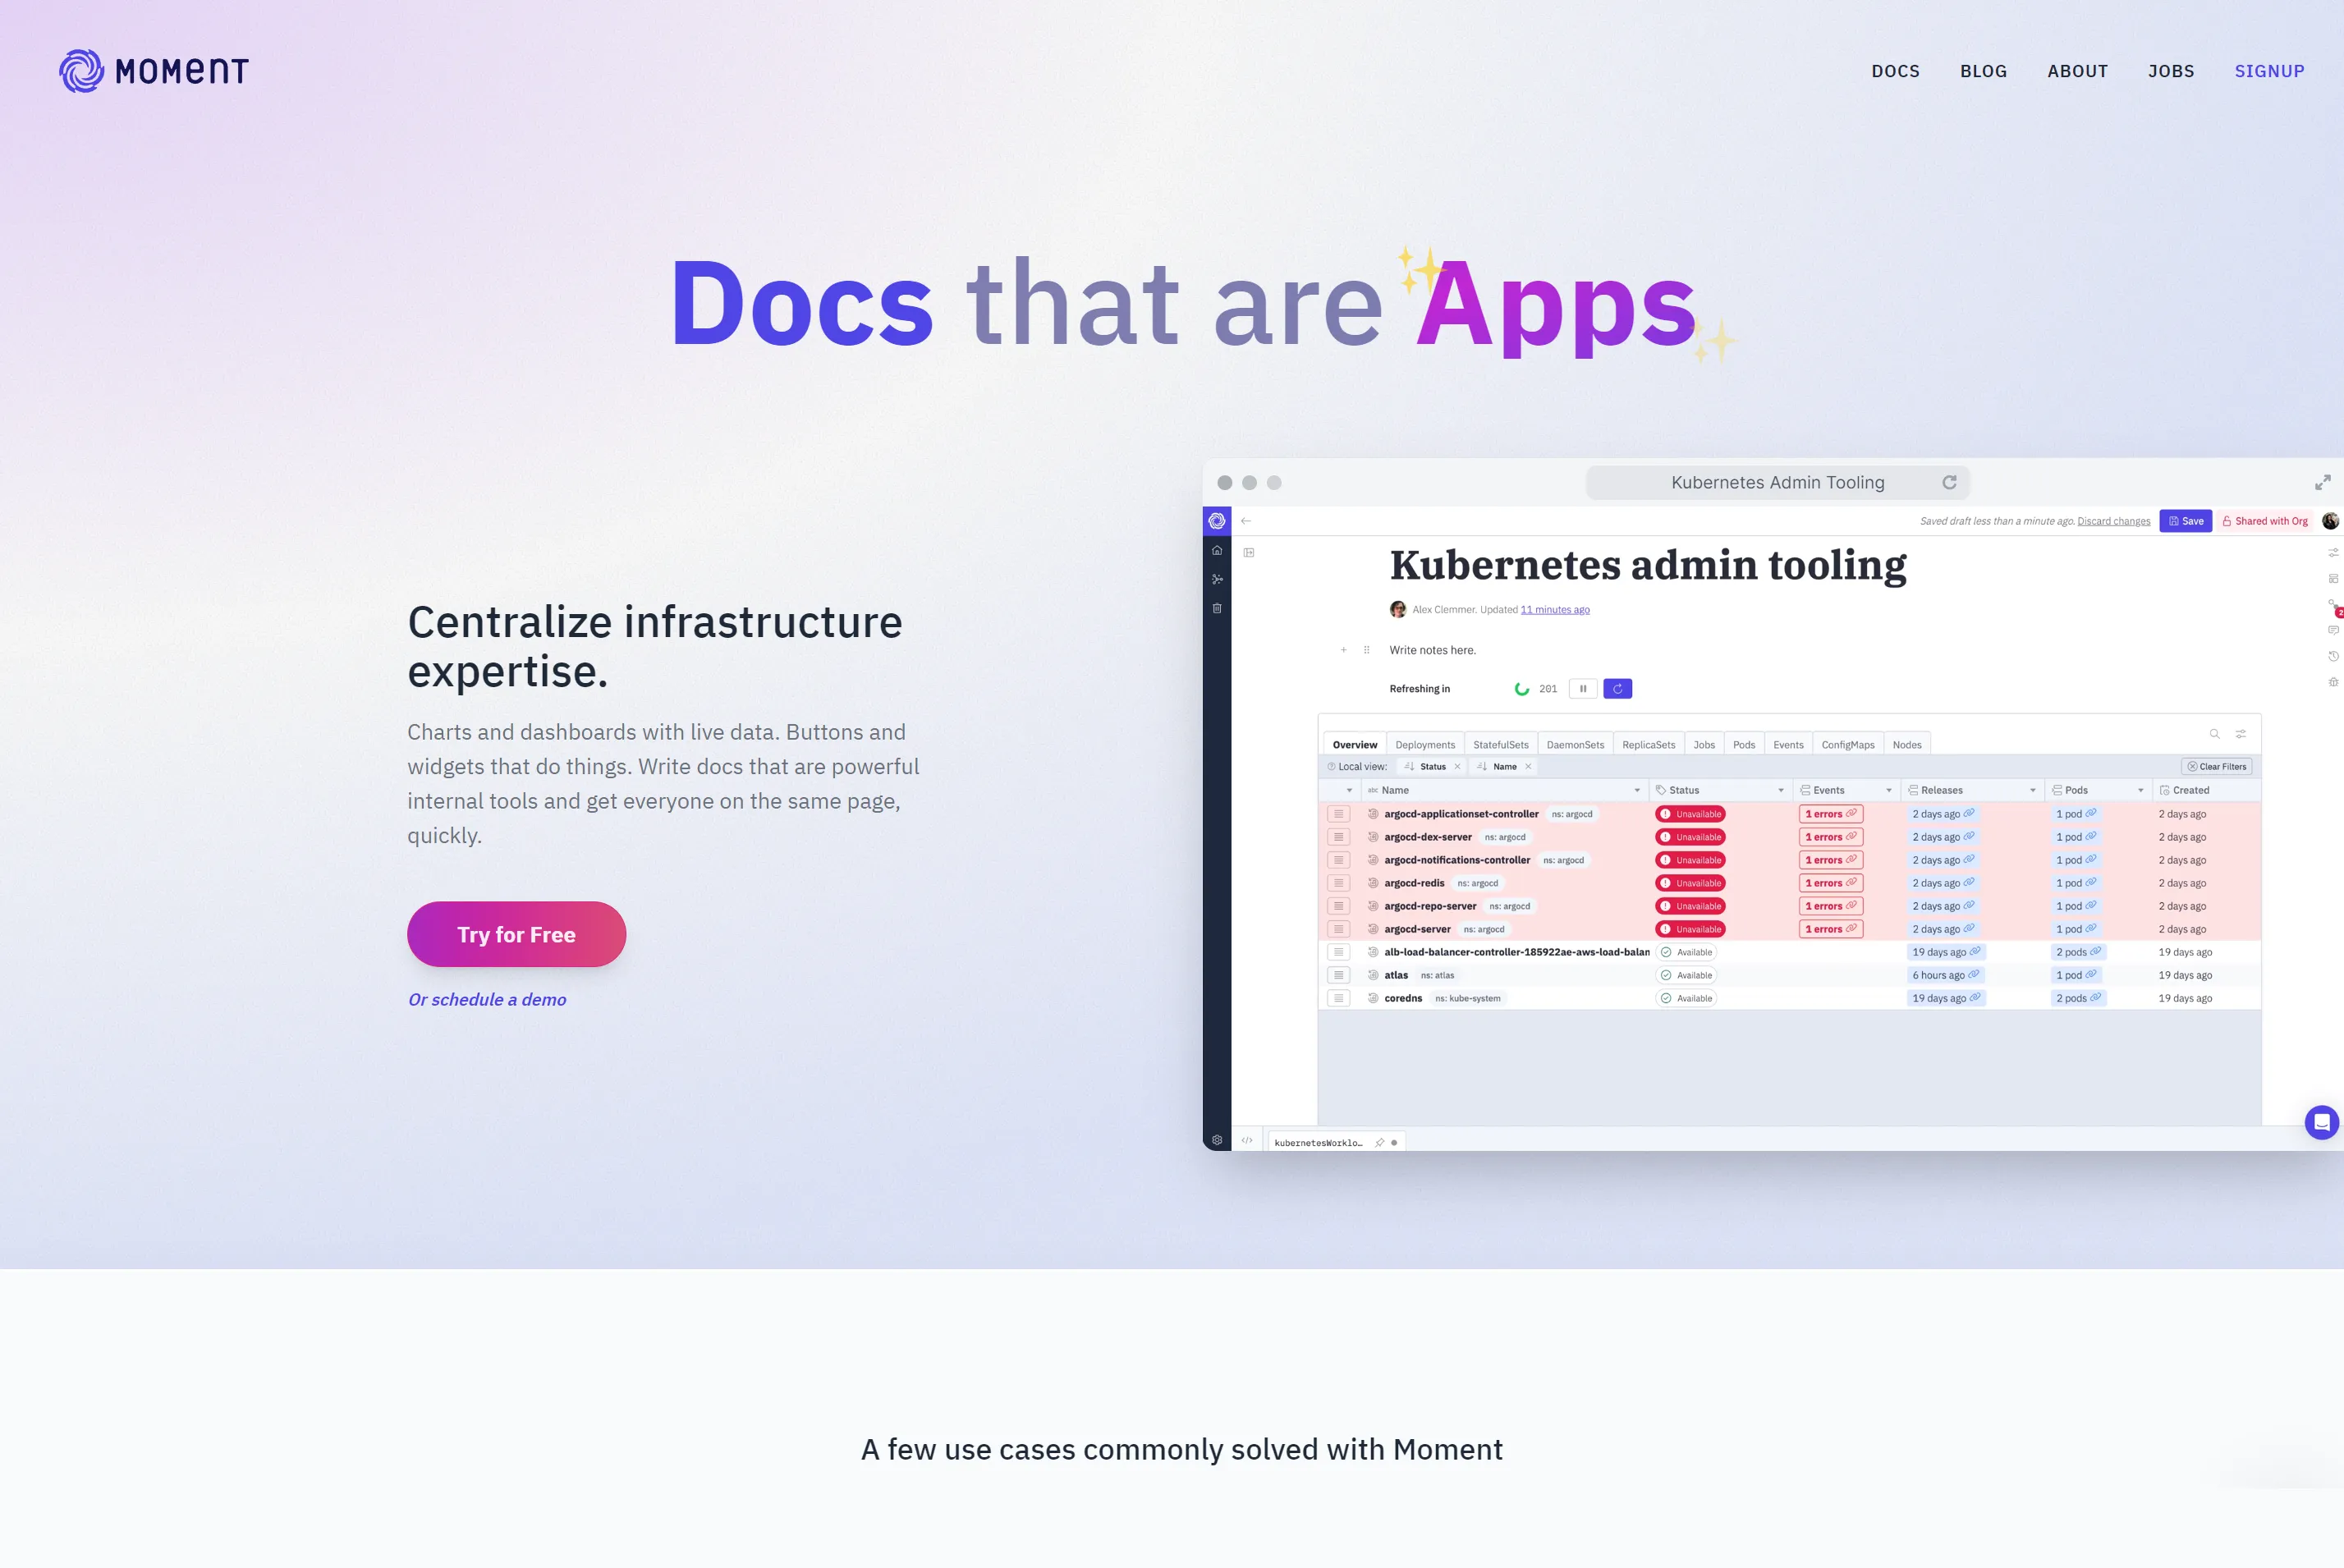 MOMENT
DOCS BLOG ABOUT JOBS SIGNUP
Docs that are Apps
Centralize infrastructure
expertise.
Charts and dashboards with live data. Buttons and
widgets that do things. Write docs that are powerful
internal tools and get everyone on the same page,
quickly.
Try for Free
Or schedule a demo
Kubernetes Admin Tooling
Saved draft less than a minute ago. Discard changes Save Shared with Org
Kubernetes admin tooling
Alex Clemmer. Updated 11 minutes ago
2
Write notes here.
Refreshing in 201
Overview Deployments StatefulSets DaemonSets ReplicaSets Jobs Pods Events ConfigMaps Nodes
Local view: Status Name Clear Filters
abc Name Status Events Releases Pods Created
argocd-applicationset-controller ns: argocd Unavailable 1 errors 2 days ago 1 pod 2 days ago
argocd-dex-server ns: argocd Unavailable 1 errors 2 days ago 1 pod 2 days ago
argocd-notifications-controller ns: argocd Unavailable 1 errors 2 days ago 1 pod 2 days ago
argocd-redis ns: argocd Unavailable 1 errors 2 days ago 1 pod 2 days ago
argocd-repo-server ns: argocd Unavailable 1 errors 2 days ago 1 pod 2 days ago
argocd-server ns: argocd Unavailable 1 errors 2 days ago 1 pod 2 days ago
alb-load-balancer-controller-185922ae-aws-load-balan Available 19 days ago 2 pods 19 days ago
atlas ns: atlas Available 6 hours ago 1 pod 19 days ago
coredns ns: kube-system Available 19 days ago 2 pods 19 days ago
</> kubernetesWorklo…
A few use cases commonly solved with Moment